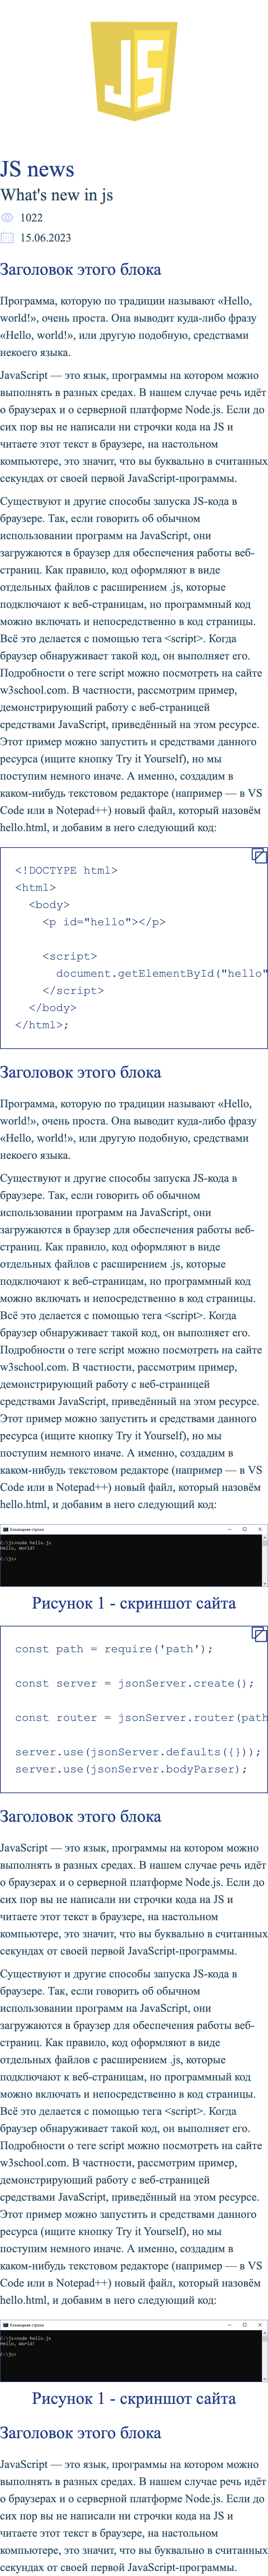 JS
JS news
What's new in js
1022
15.06.2023
Заголовок этого блока
Программа, которую по традиции называют «Hello,
world!», очень проста. Она выводит куда-либо фразу
«Hello, world!», или другую подобную, средствами
некоего языка.
JavaScript — это язык, программы на котором можно
выполнять в разных средах. В нашем случае речь идёт
о браузерах и о серверной платформе Node.js. Если до
сих пор вы не написали ни строчки кода на JS и
читаете этот текст в браузере, на настольном
компьютере, это значит, что вы буквально в считанных
секундах от своей первой JavaScript-программы.
Существуют и другие способы запуска JS-кода в
браузере. Так, если говорить об обычном
использовании программ на JavaScript, они
загружаются в браузер для обеспечения работы веб-
страниц. Как правило, код оформляют в виде
отдельных файлов с расширением .js, которые
подключают к веб-страницам, но программный код
можно включать и непосредственно в код страницы.
Всё это делается с помощью тега <script>. Когда
браузер обнаруживает такой код, он выполняет его.
Подробности о теге script можно посмотреть на сайте
w3school.com. В частности, рассмотрим пример,
демонстрирующий работу с веб-страницей
средствами JavaScript, приведённый на этом ресурсе.
Этот пример можно запустить и средствами данного
ресурса (ищите кнопку Try it Yourself), но мы
поступим немного иначе. А именно, создадим в
каком-нибудь текстовом редакторе (например — в VS
Code или в Notepad++) новый файл, который назовём
hello.html, и добавим в него следующий код:
<!DOCTYPE html>
<html>
<body>
<p id="hello"></p>
<script>
document.getElementById("hello"
</script>
</body>
</html>;
Заголовок этого блока
Программа, которую по традиции называют «Hello,
world!», очень проста. Она выводит куда-либо фразу
«Hello, world!», или другую подобную, средствами
некоего языка.
Существуют и другие способы запуска JS-кода в
браузере. Так, если говорить об обычном
использовании программ на JavaScript, они
загружаются в браузер для обеспечения работы веб-
страниц. Как правило, код оформляют в виде
отдельных файлов с расширением .js, которые
подключают к веб-страницам, но программный код
можно включать и непосредственно в код страницы.
Всё это делается с помощью тега <script>. Когда
браузер обнаруживает такой код, он выполняет его.
Подробности о теге script можно посмотреть на сайте
w3school.com. В частности, рассмотрим пример,
демонстрирующий работу с веб-страницей
средствами JavaScript, приведённый на этом ресурсе.
Этот пример можно запустить и средствами данного
ресурса (ищите кнопку Try it Yourself), но мы
поступим немного иначе. А именно, создадим в
каком-нибудь текстовом редакторе (например — в VS
Code или в Notepad++) новый файл, который назовём
hello.html, и добавим в него следующий код:
Командная строка
C:\js>node hello.js
Hello, World!
C:\js>
Рисунок 1 - скриншот сайта
const path = require('path');
const server = jsonServer.create();
const router = jsonServer.router(path
server.use(jsonServer.defaults({}));
server.use(jsonServer.bodyParser);
Заголовок этого блока
JavaScript — это язык, программы на котором можно
выполнять в разных средах. В нашем случае речь идёт
о браузерах и о серверной платформе Node.js. Если до
сих пор вы не написали ни строчки кода на JS и
читаете этот текст в браузере, на настольном
компьютере, это значит, что вы буквально в считанных
секундах от своей первой JavaScript-программы.
Существуют и другие способы запуска JS-кода в
браузере. Так, если говорить об обычном
использовании программ на JavaScript, они
загружаются в браузер для обеспечения работы веб-
страниц. Как правило, код оформляют в виде
отдельных файлов с расширением .js, которые
подключают к веб-страницам, но программный код
можно включать и непосредственно в код страницы.
Всё это делается с помощью тега <script>. Когда
браузер обнаруживает такой код, он выполняет его.
Подробности о теге script можно посмотреть на сайте
w3school.com. В частности, рассмотрим пример,
демонстрирующий работу с веб-страницей
средствами JavaScript, приведённый на этом ресурсе.
Этот пример можно запустить и средствами данного
ресурса (ищите кнопку Try it Yourself), но мы
поступим немного иначе. А именно, создадим в
каком-нибудь текстовом редакторе (например — в VS
Code или в Notepad++) новый файл, который назовём
hello.html, и добавим в него следующий код:
Командная строка
C:\js>node hello.js
Hello, World!
C:\js>
Рисунок 1 - скриншот сайта
Заголовок этого блока
JavaScript — это язык, программы на котором можно
выполнять в разных средах. В нашем случае речь идёт
о браузерах и о серверной платформе Node.js. Если до
сих пор вы не написали ни строчки кода на JS и
читаете этот текст в браузере, на настольном
компьютере, это значит, что вы буквально в считанных
секундах от своей первой JavaScript-программы.